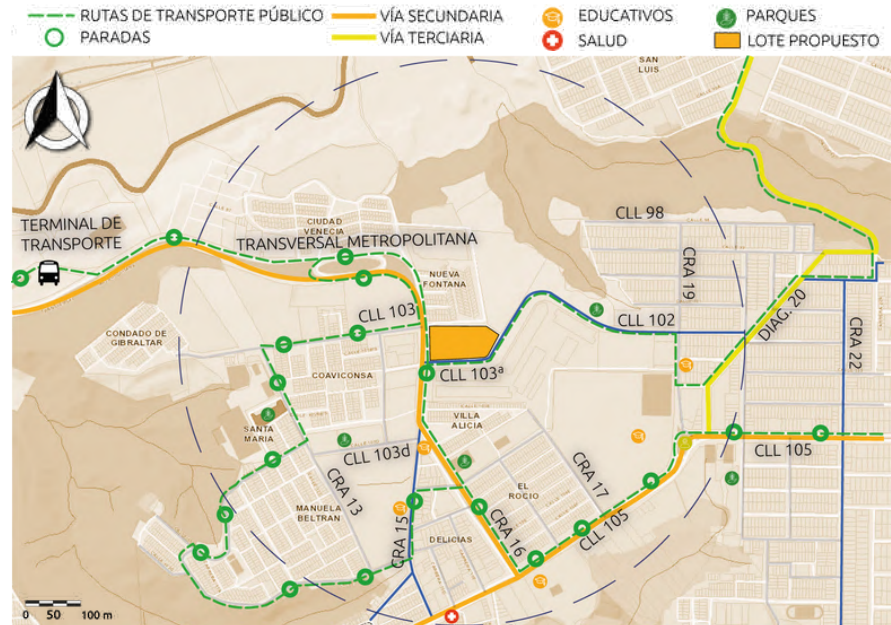 RUTAS DE TRANSPORTE PÚBLICO
VÍA SECUNDARIA
EDUCATIVOS
PARQUES
PARADAS
VÍA TERCIARIA
SALUD
LOTE PROPUESTO
SAN
LUIS
CLL 98
TERMINAL DE
TRANSPORTE
CIUDAD
VENECIA
TRANSVERSAL METROPOLITANA
NUEVA
FONTANA
CRA 19
CLL 103
CLL 102
DIAG. 20
CRA 22
CONDADO DE
GIBRALTAR
COAVICONSA
CLL 103ª
VILLA
ALICIA
SANTA
MARIA
CLL 103d
CRA 13
CLL 105
EL
ROCIO
CRA 17
MANUELA
BELTRAN
CRA 15
DELICIAS
CRA 16
CLL 105
0 50 100 m